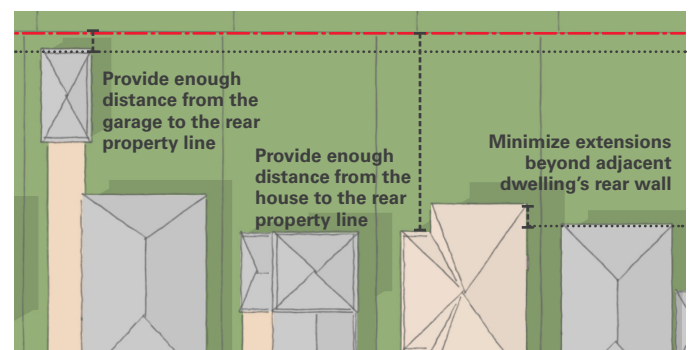 Provide enough
distance from the
garage to the rear
property line
Provide enough
distance from the
house to the rear
property line
Minimize extensions
beyond adjacent
dwelling's rear wall